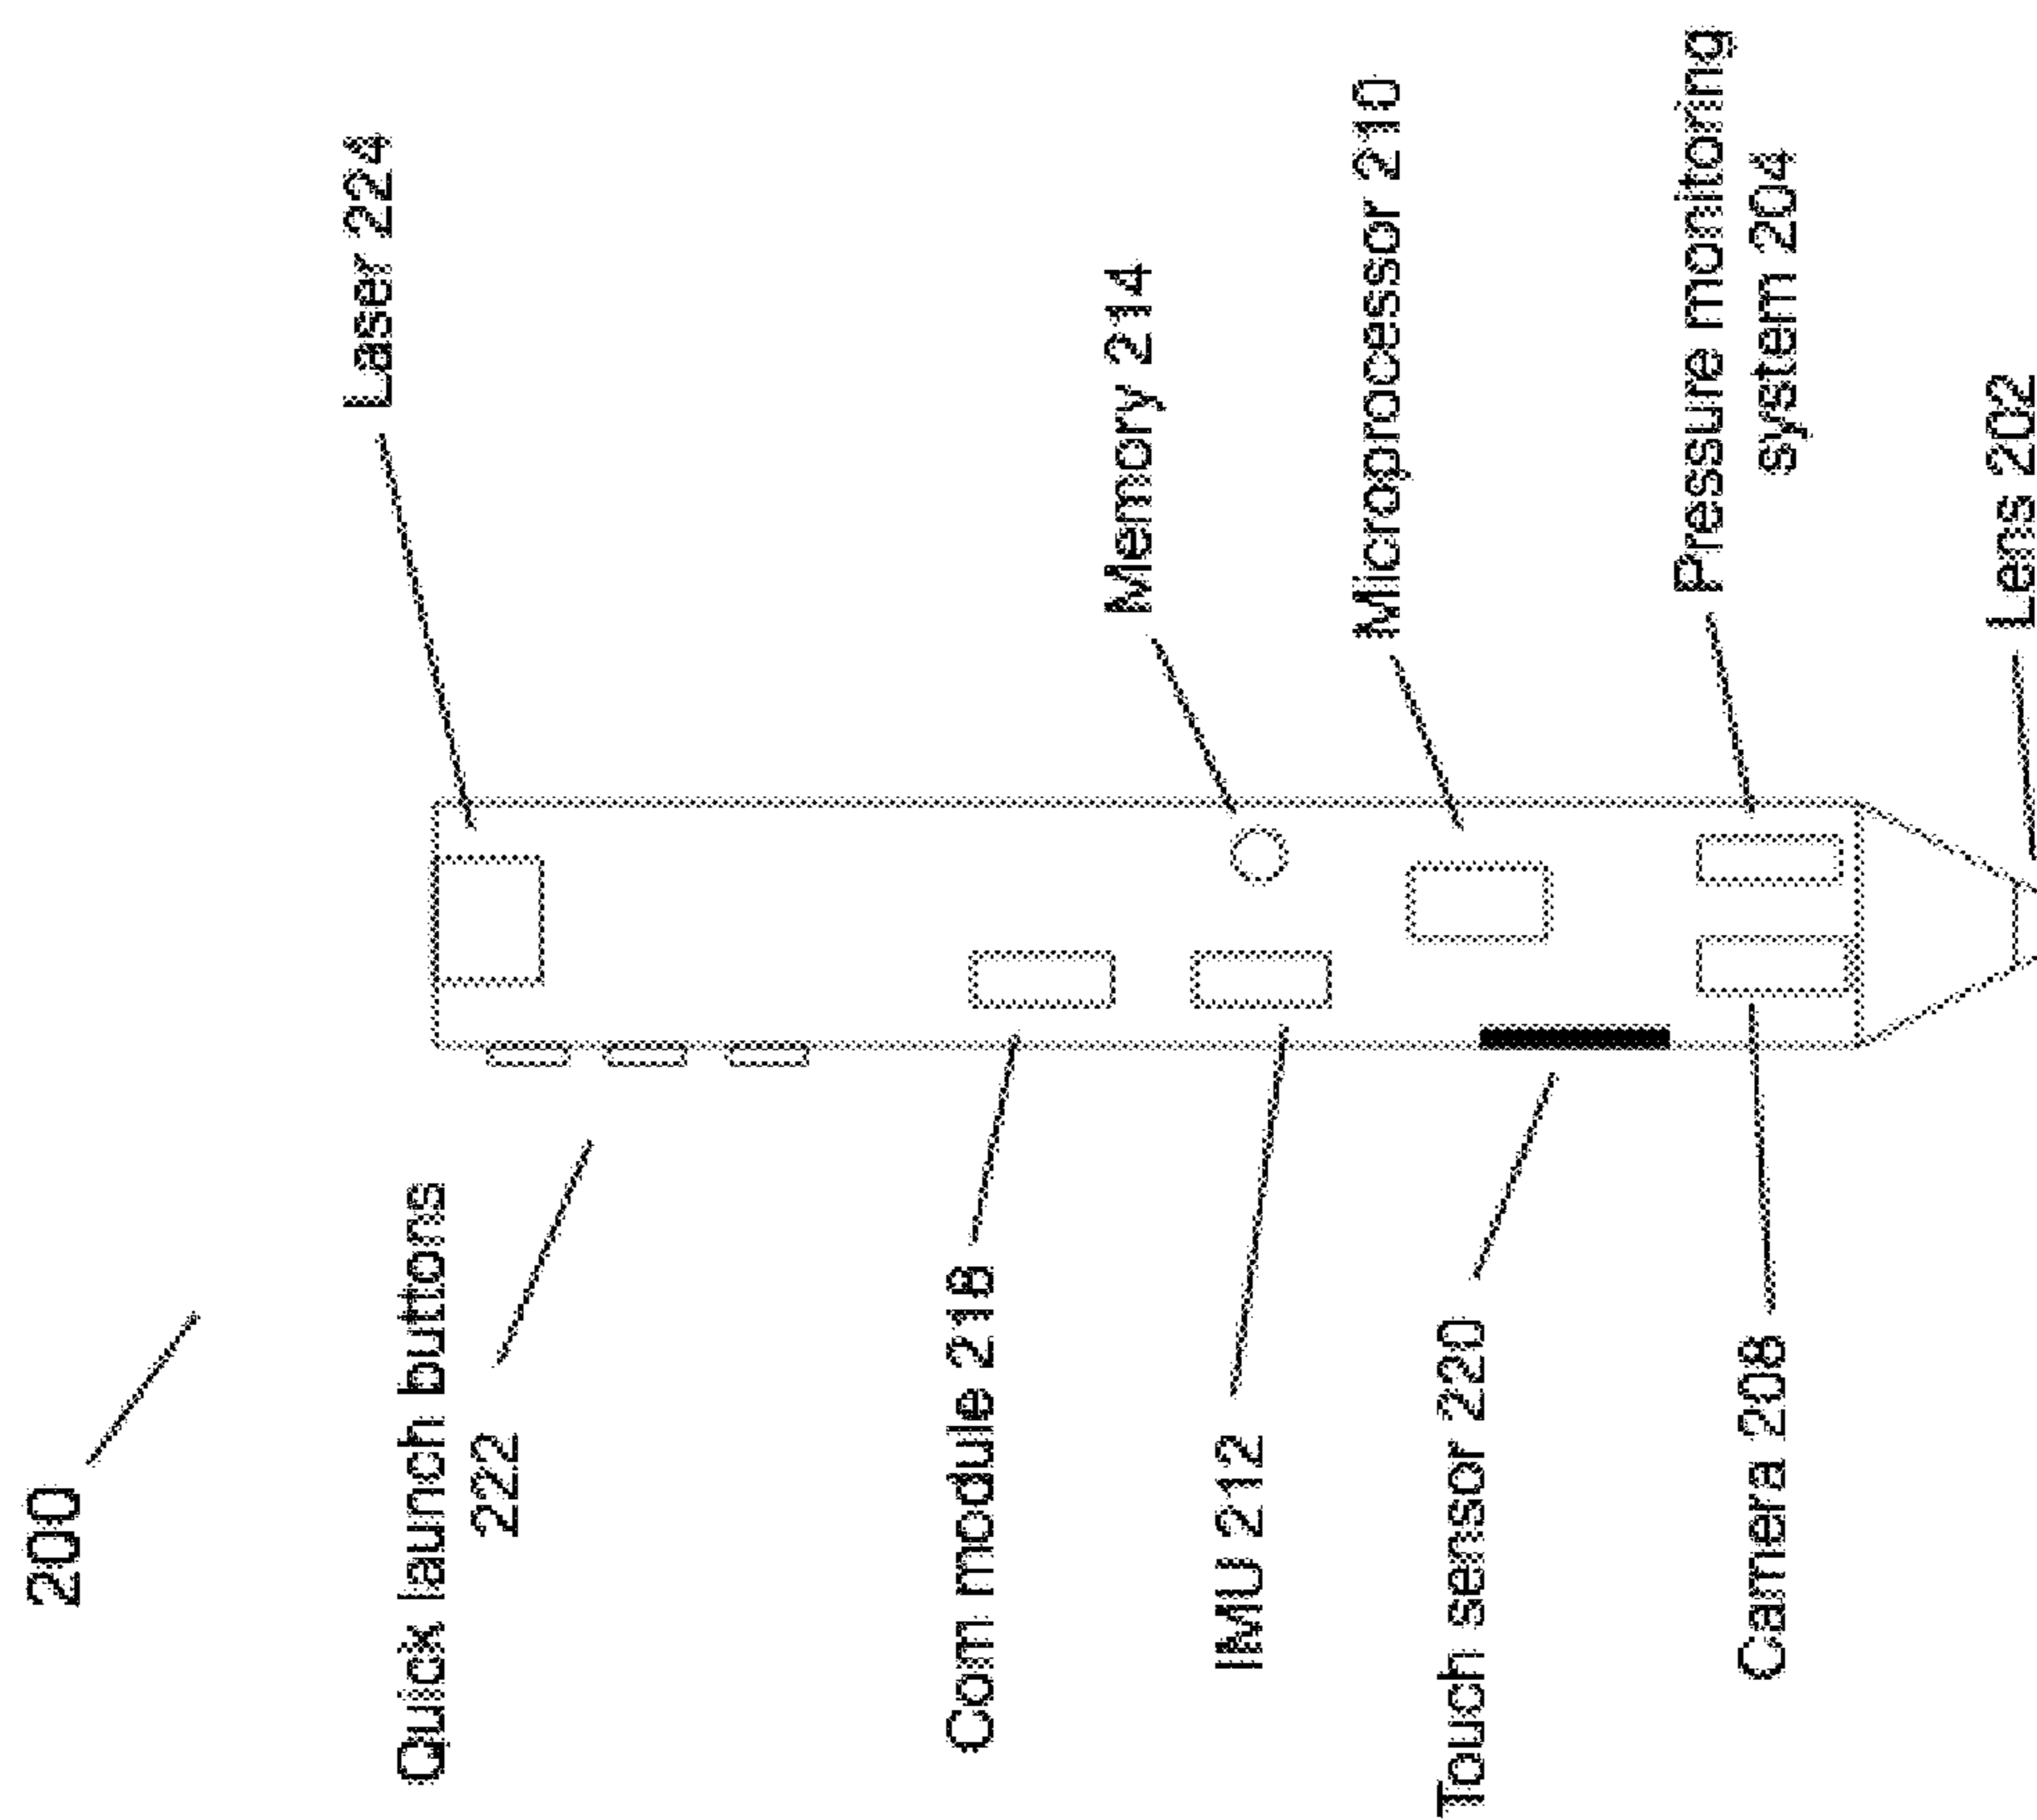 200
Quick launch buttons
222
Laser 224
Com module 218
Memory 214
IMU 212
Microprocessor 210
Touch sensor 220
Pressure monitoring
system 204
Camera 208
Lens 202